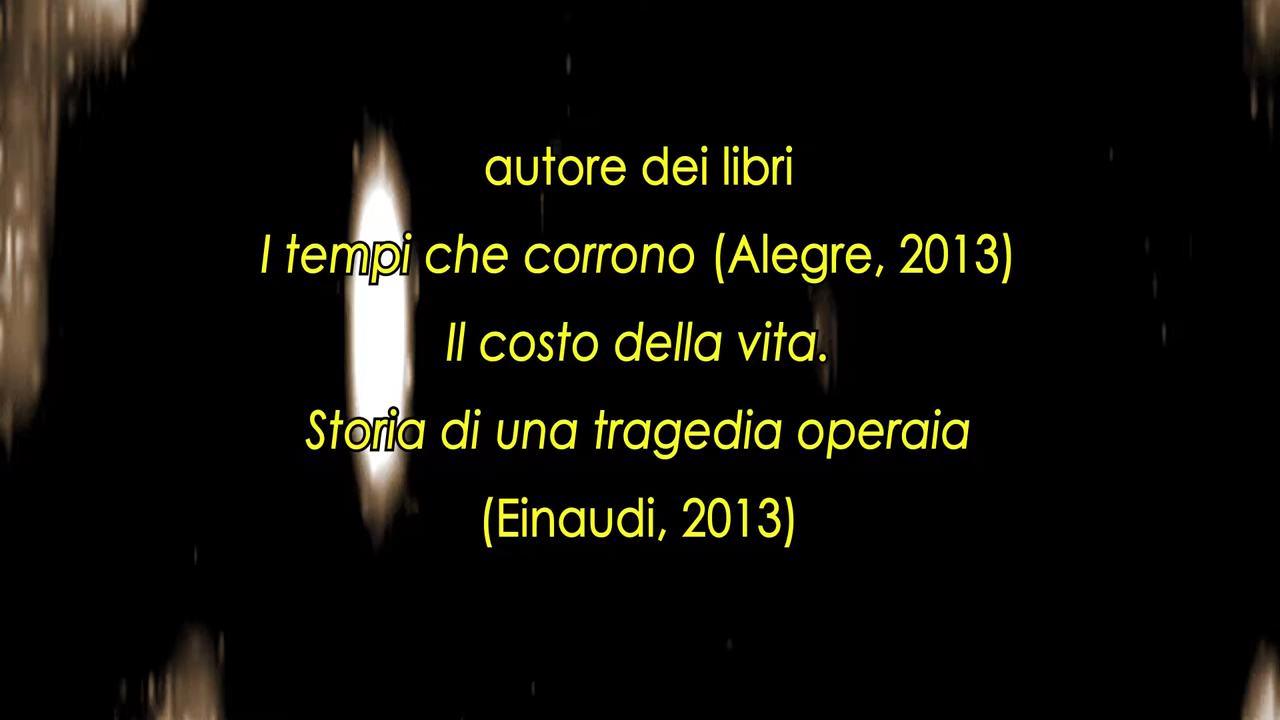 autore dei libri
I tempi che corrono (Alegre, 2013)
Il costo della vita.
Storia di una tragedia operaia
(Einaudi, 2013)